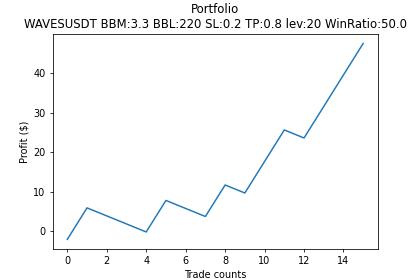 Portfolio
WAVESUSDT BBM:3.3 BBL:220 SL:0.2 TP:0.8 lev:20 WinRatio:50.0
Profit ($)
40
30
20
10
0
0 2 4 6 8 10 12 14
Trade counts